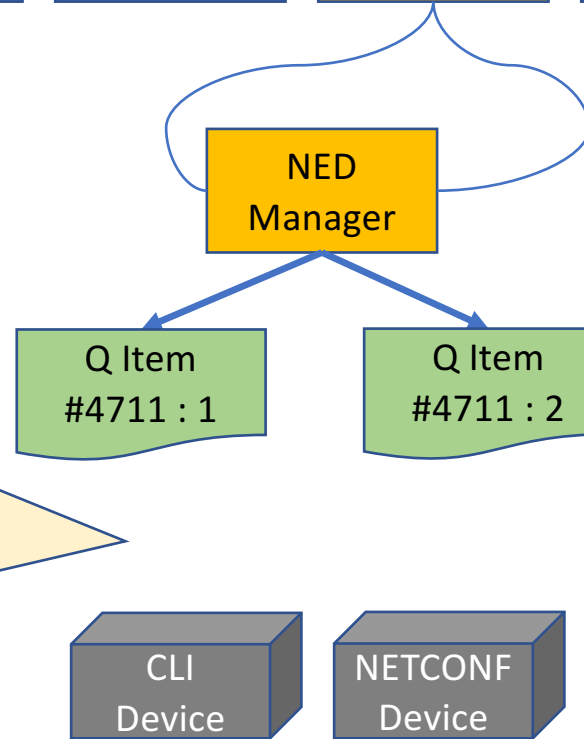 NED
Manager
Q Item
#4711 : 1
Q Item
#4711 : 2
CLI
Device
NETCONF
Device